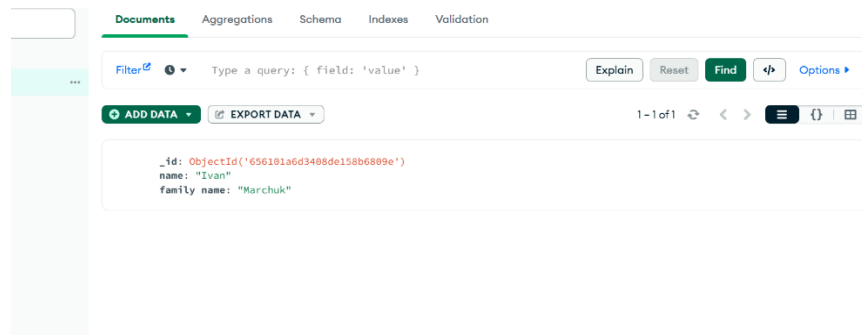 Documents Aggregations Schema Indexes Validation
Filter Type a query: { field: 'value' } Explain Reset Find </> Options
ADD DATA EXPORT DATA 1–1 of 1 {}
_id: ObjectId('656101a6d3408de158b6809e')
name: "Ivan"
family name: "Marchuk"